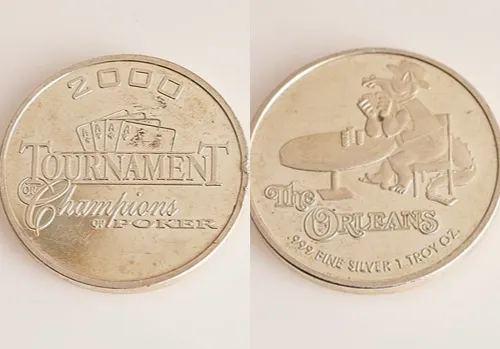 2000
TOURNAMENT
OF Champions
OF POKER
The
ORLEANS
.999 FINE SILVER 1 TROY OZ.